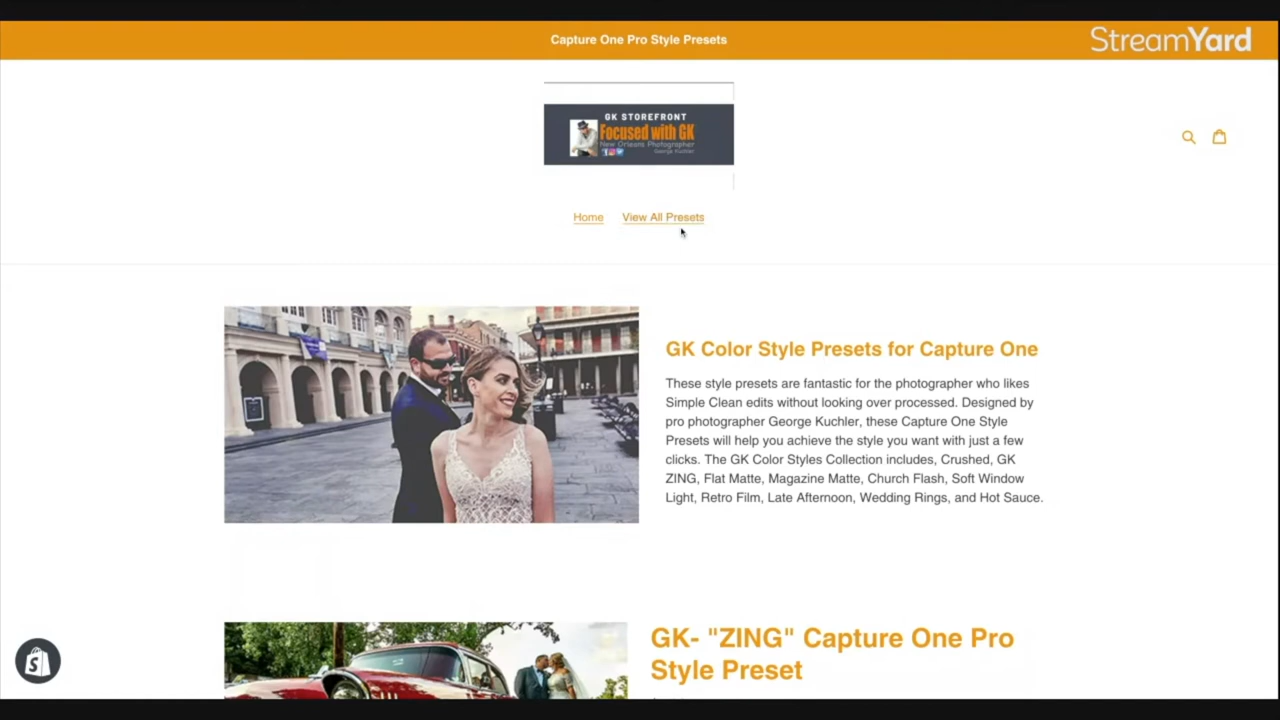 Capture One Pro Style Presets
StreamYard
GK STOREFRONT
Focused with GK
New Orleans Photographer
George Kuchler
Home View All Presets
GK Color Style Presets for Capture One
These style presets are fantastic for the photographer who likes
Simple Clean edits without looking over processed. Designed by
pro photographer George Kuchler, these Capture One Style
Presets will help you achieve the style you want with just a few
clicks. The GK Color Styles Collection includes, Crushed, GK
ZING, Flat Matte, Magazine Matte, Church Flash, Soft Window
Light, Retro Film, Late Afternoon, Wedding Rings, and Hot Sauce.
GK- "ZING" Capture One Pro
Style Preset